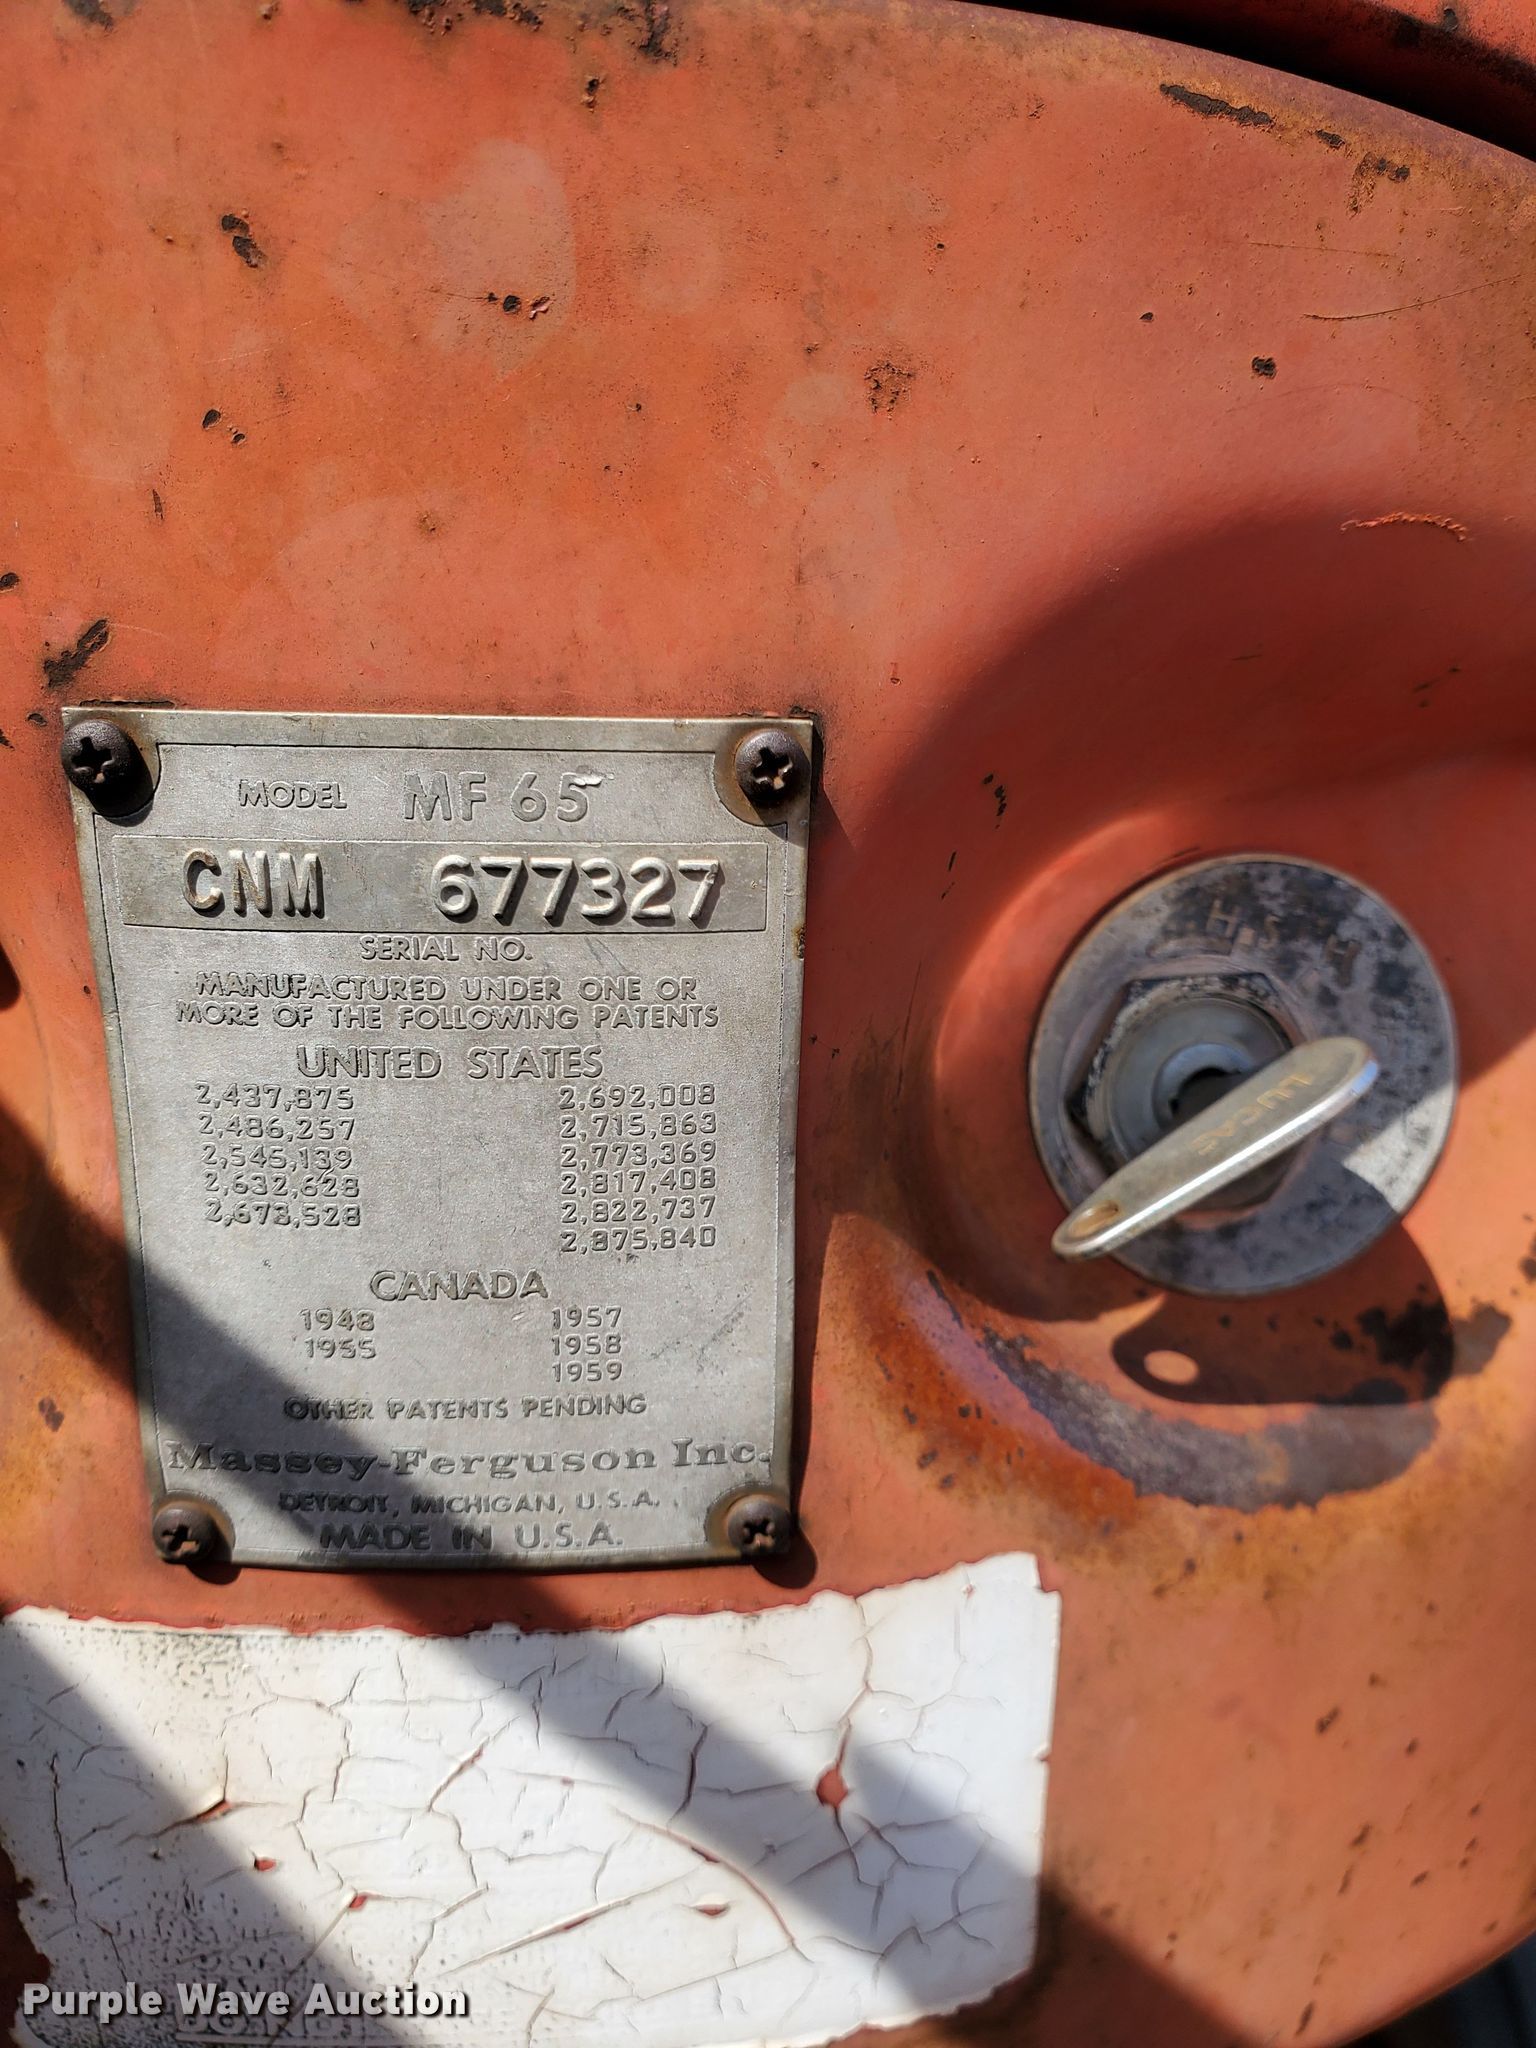 MODEL MF 65
CNM 677327
SERIAL NO.
MANUFACTURED UNDER ONE OR
MORE OF THE FOLLOWING PATENTS
UNITED STATES
2,437,875 2,692,008
2,486,257 2,715,863
2,545,139 2,773,369
2,632,628 2,817,408
2,673,528 2,822,737
2,875,840
CANADA
1948 1957
1955 1958
1959
OTHER PATENTS PENDING
Massey-Ferguson Inc.
DETROIT, MICHIGAN, U.S.A.
MADE IN U.S.A.
H S H
LUCAS
Purple Wave Auction